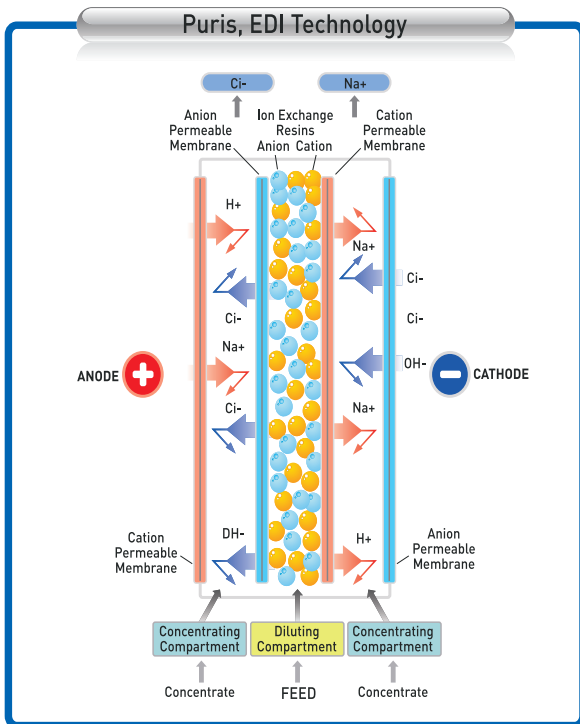 Puris, EDI Technology
Ci-
Na+
Anion
Permeable
Membrane
Ion Exchange
Resins
Anion Cation
Cation
Permeable
Membrane
H+
Na+
Ci-
Ci-
Ci-
Na+
OH-
ANODE
CATHODE
Ci-
Na+
DH-
H+
Cation
Permeable
Membrane
Anion
Permeable
Membrane
Concentrating
Compartment
Diluting
Compartment
Concentrating
Compartment
Concentrate
FEED
Concentrate